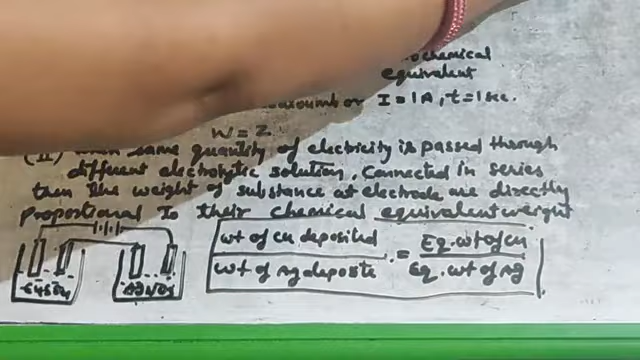 chemical
equivalent
or I = 1A, t = 1 sec.
W = Z
(II) When same quantity of electricity is passed through
different electrolytic solution, connected in series
then the weight of substance at electrode are directly
proportional to their chemical equivalent weight
wt of cu deposited / wt of Ag deposite = Eq. wt of cu / Eq. wt of Ag
CuSO4 AgNO3